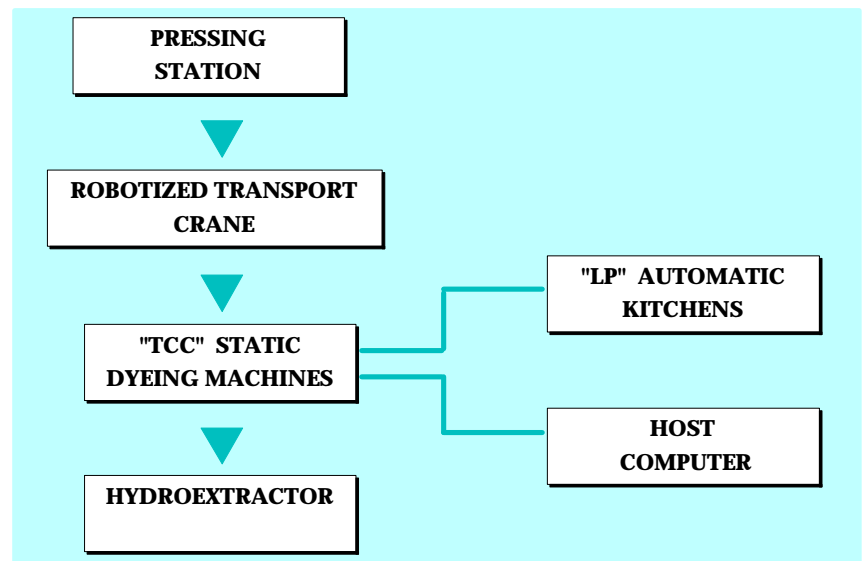 PRESSING
STATION
ROBOTIZED TRANSPORT
CRANE
"LP" AUTOMATIC
KITCHENS
"TCC" STATIC
DYEING MACHINES
HOST
COMPUTER
HYDROEXTRACTOR